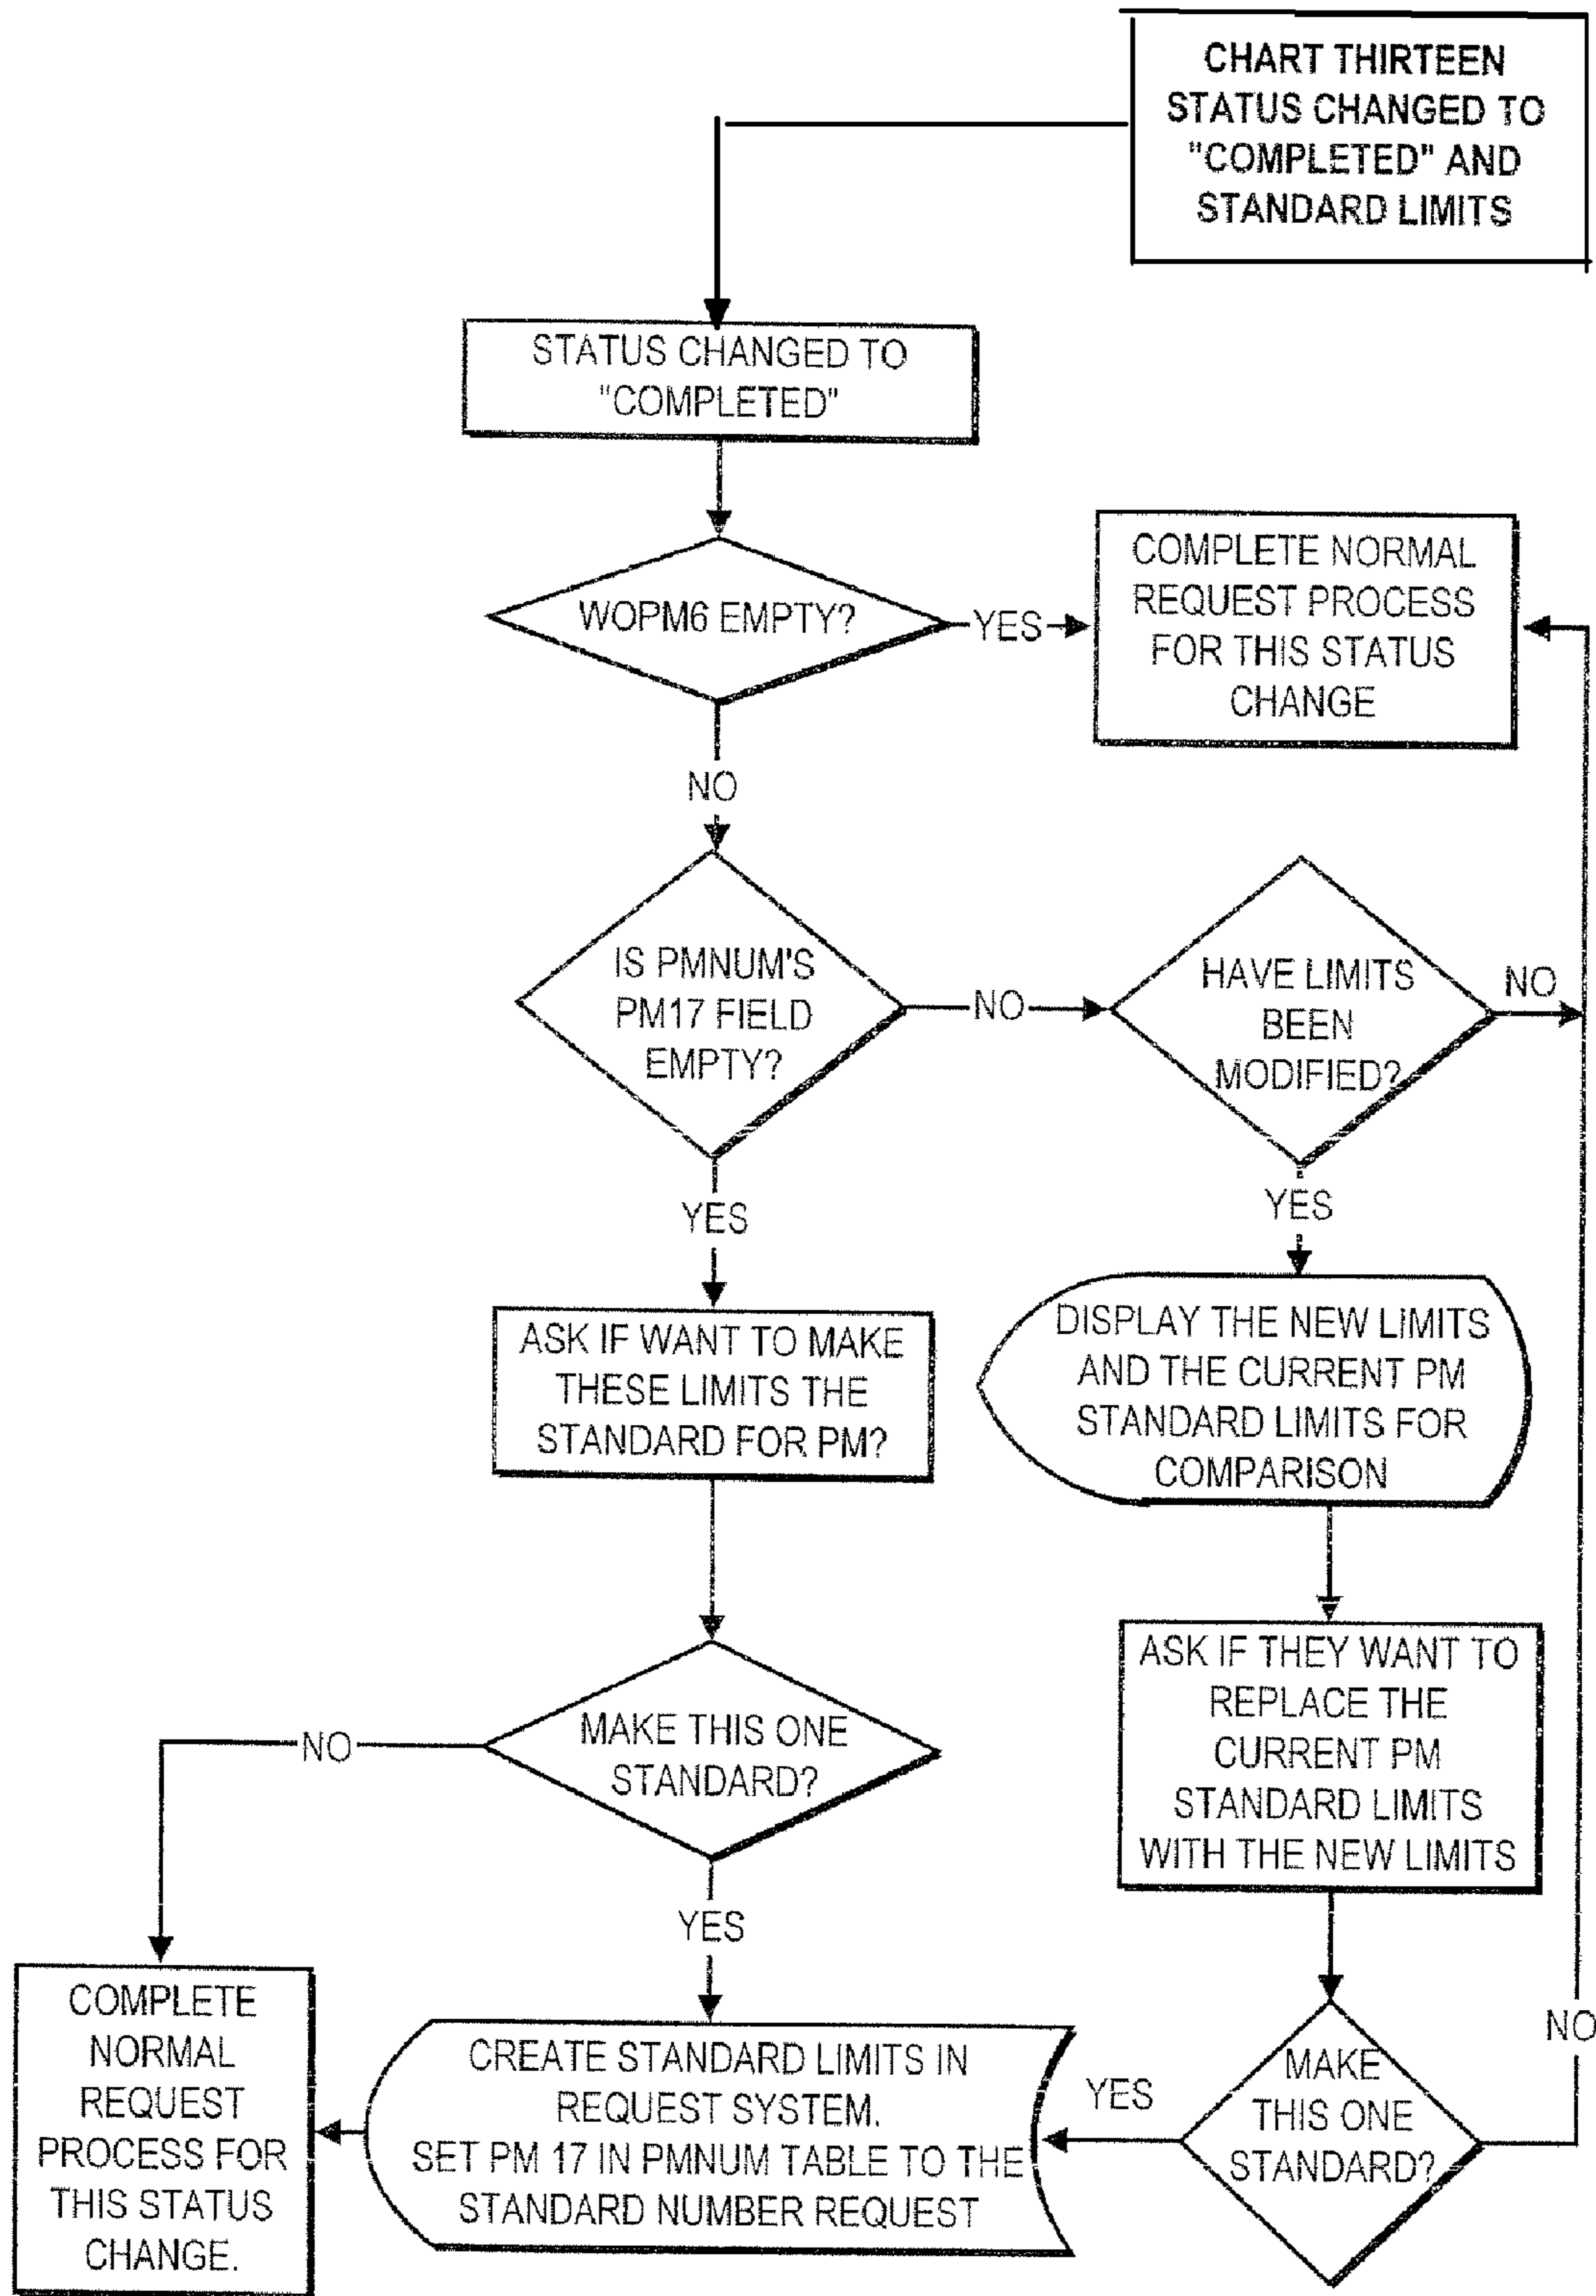 CHART THIRTEEN
STATUS CHANGED TO
"COMPLETED" AND
STANDARD LIMITS
STATUS CHANGED TO
"COMPLETED"
WOPM6 EMPTY?
YES
COMPLETE NORMAL
REQUEST PROCESS
FOR THIS STATUS
CHANGE
NO
IS PMNUM'S
PM17 FIELD
EMPTY?
NO
HAVE LIMITS
BEEN
MODIFIED?
NO
YES
YES
ASK IF WANT TO MAKE
THESE LIMITS THE
STANDARD FOR PM?
DISPLAY THE NEW LIMITS
AND THE CURRENT PM
STANDARD LIMITS FOR
COMPARISON
ASK IF THEY WANT TO
REPLACE THE
CURRENT PM
STANDARD LIMITS
WITH THE NEW LIMITS
NO
MAKE THIS ONE
STANDARD?
YES
COMPLETE
NORMAL
REQUEST
PROCESS FOR
THIS STATUS
CHANGE.
CREATE STANDARD LIMITS IN
REQUEST SYSTEM.
SET PM 17 IN PMNUM TABLE TO THE
STANDARD NUMBER REQUEST
YES
MAKE
THIS ONE
STANDARD?
NO